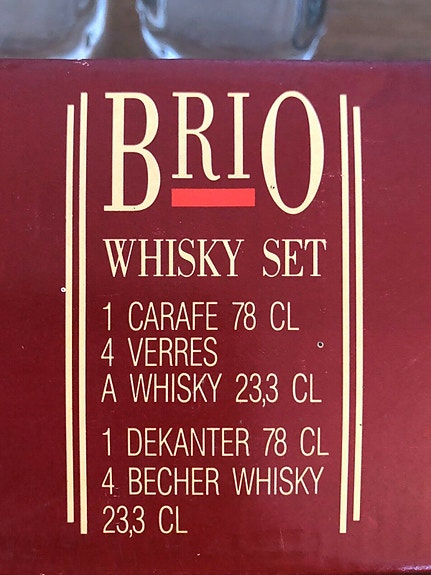 BRIO
WHISKY SET
1 CARAFE 78 CL
4 VERRES
A WHISKY 23,3 CL
1 DEKANTER 78 CL
4 BECHER WHISKY
23,3 CL